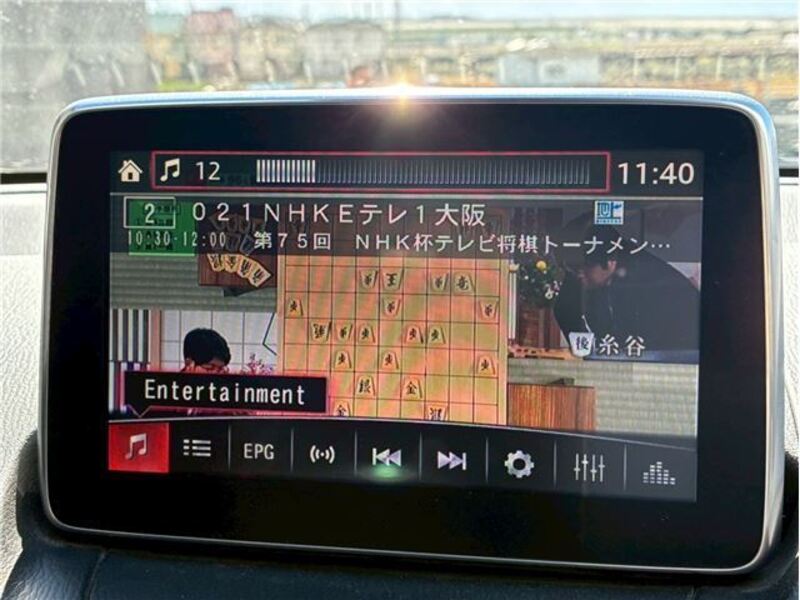 12 11:40
2 021NHKEテレ1大阪
10:30-12:00 第75回 NHK杯テレビ将棋トーナメン…
後 糸谷
Entertainment
EPG